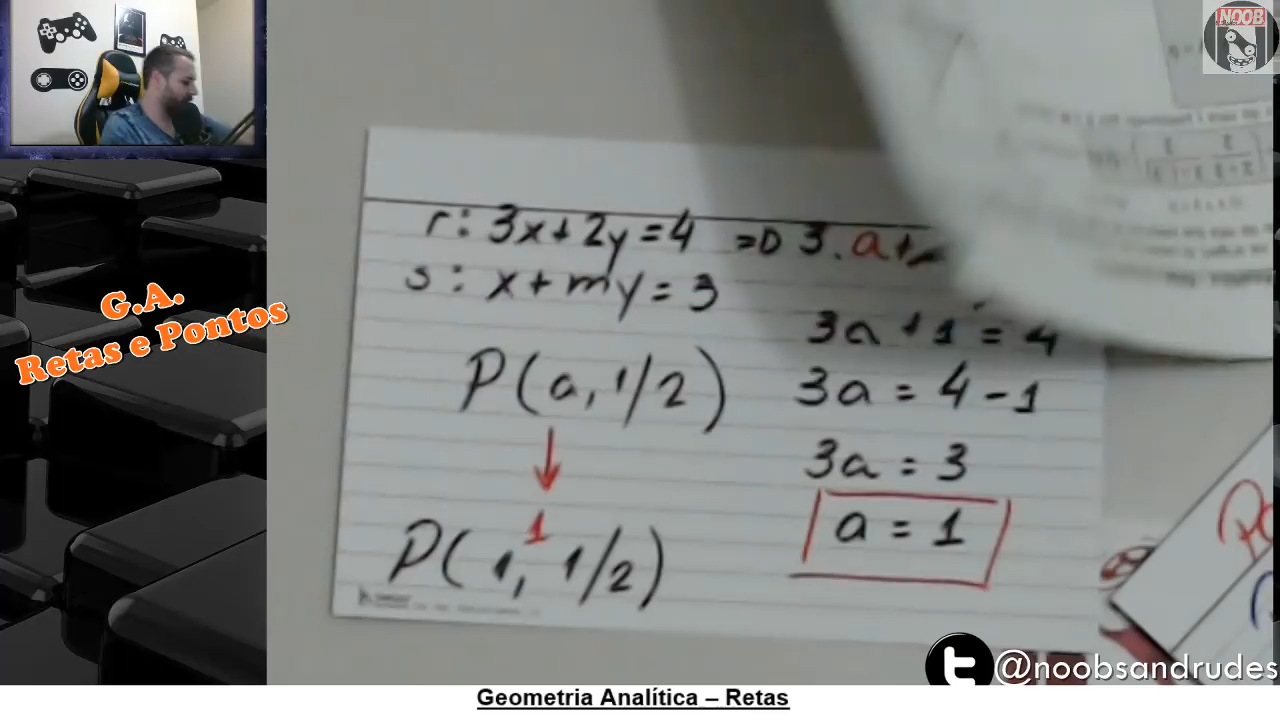 NOOB
r: 3x + 2y = 4 => 3. a +
s: x + my = 3
3a + 1 = 4
P(a, 1/2)
3a = 4 - 1
3a = 3
1
a = 1
P(1, 1/2)
G.A.
Retas e Pontos
@noobsandrudes
Geometria Analítica – Retas